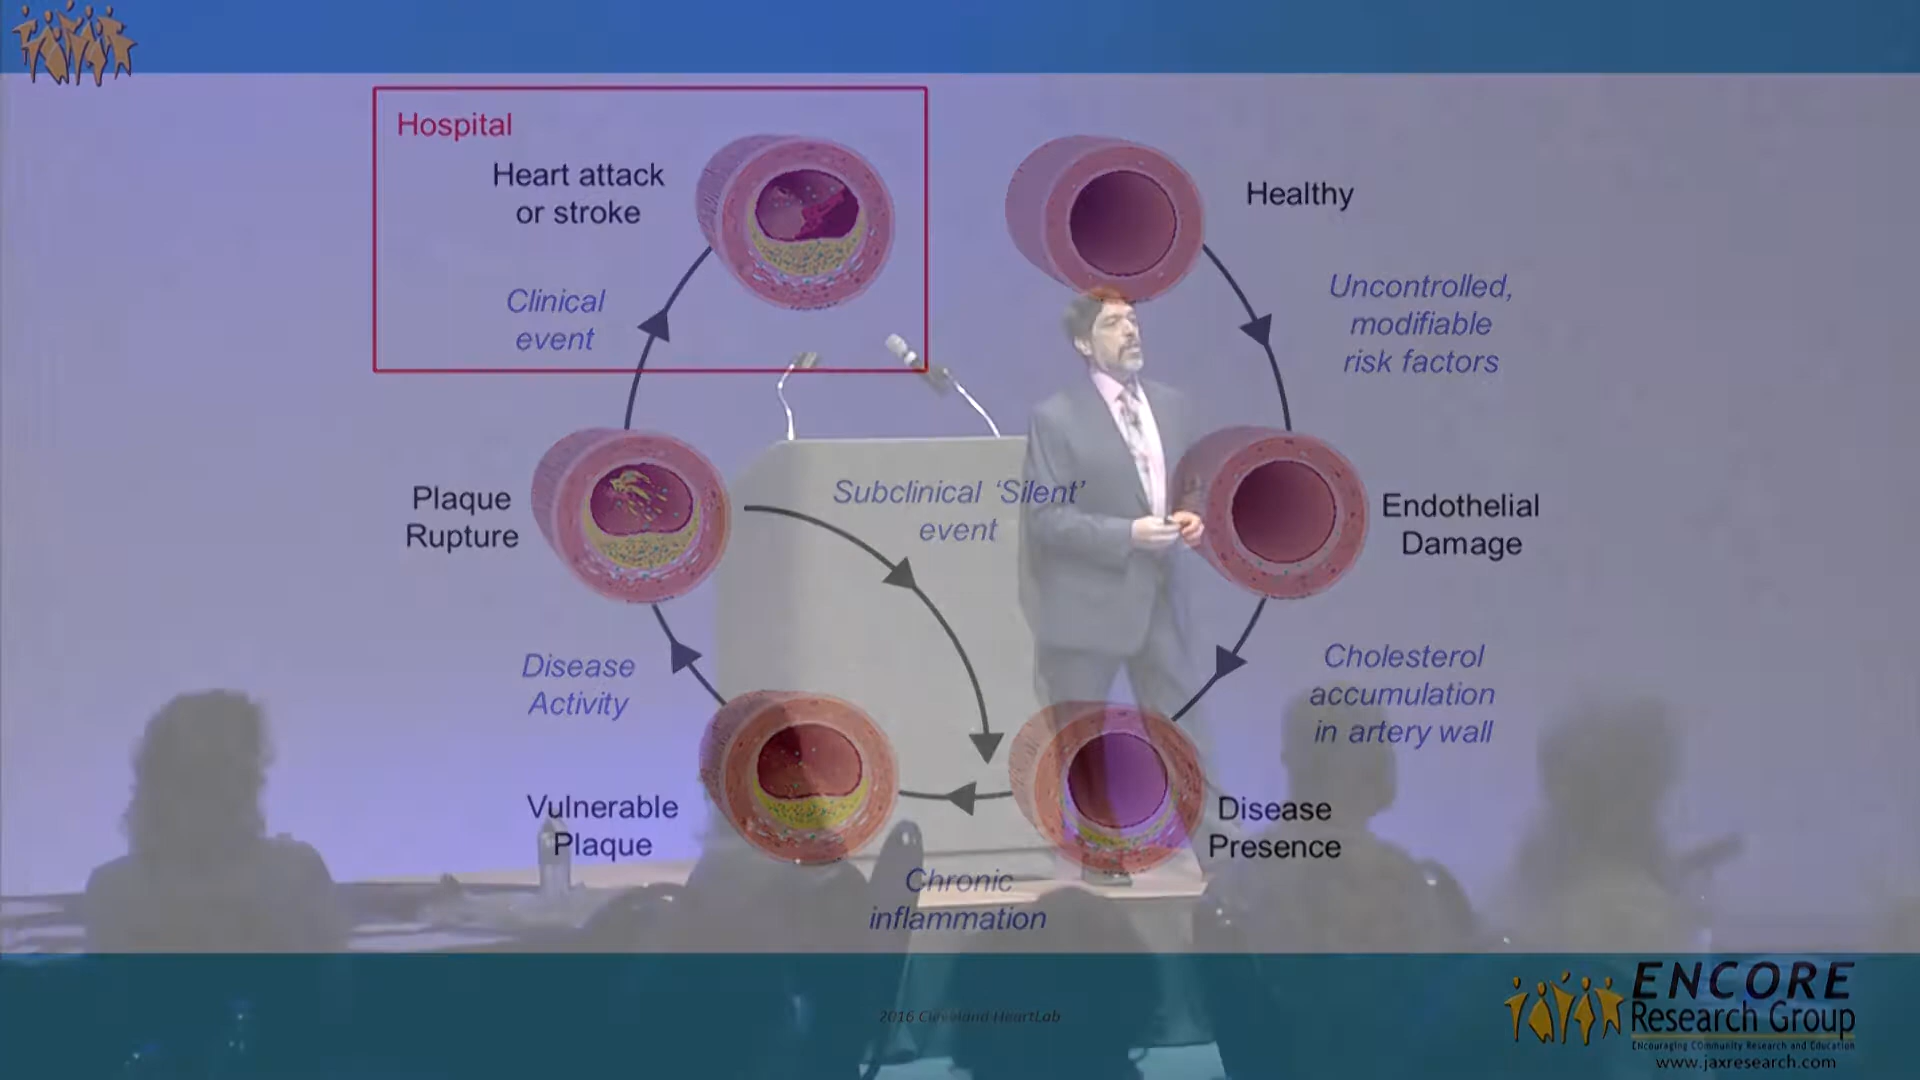 Hospital
Heart attack
or stroke
Healthy
Clinical
event
Uncontrolled,
modifiable
risk factors
Plaque
Rupture
Subclinical ‘Silent’
event
Endothelial
Damage
Disease
Activity
Cholesterol
accumulation
in artery wall
Vulnerable
Plaque
Disease
Presence
Chronic
inflammation
2016 Cleveland HeartLab
ENCORE
Research Group
ENcouraging COmmunity Research and Education
www.jaxresearch.com